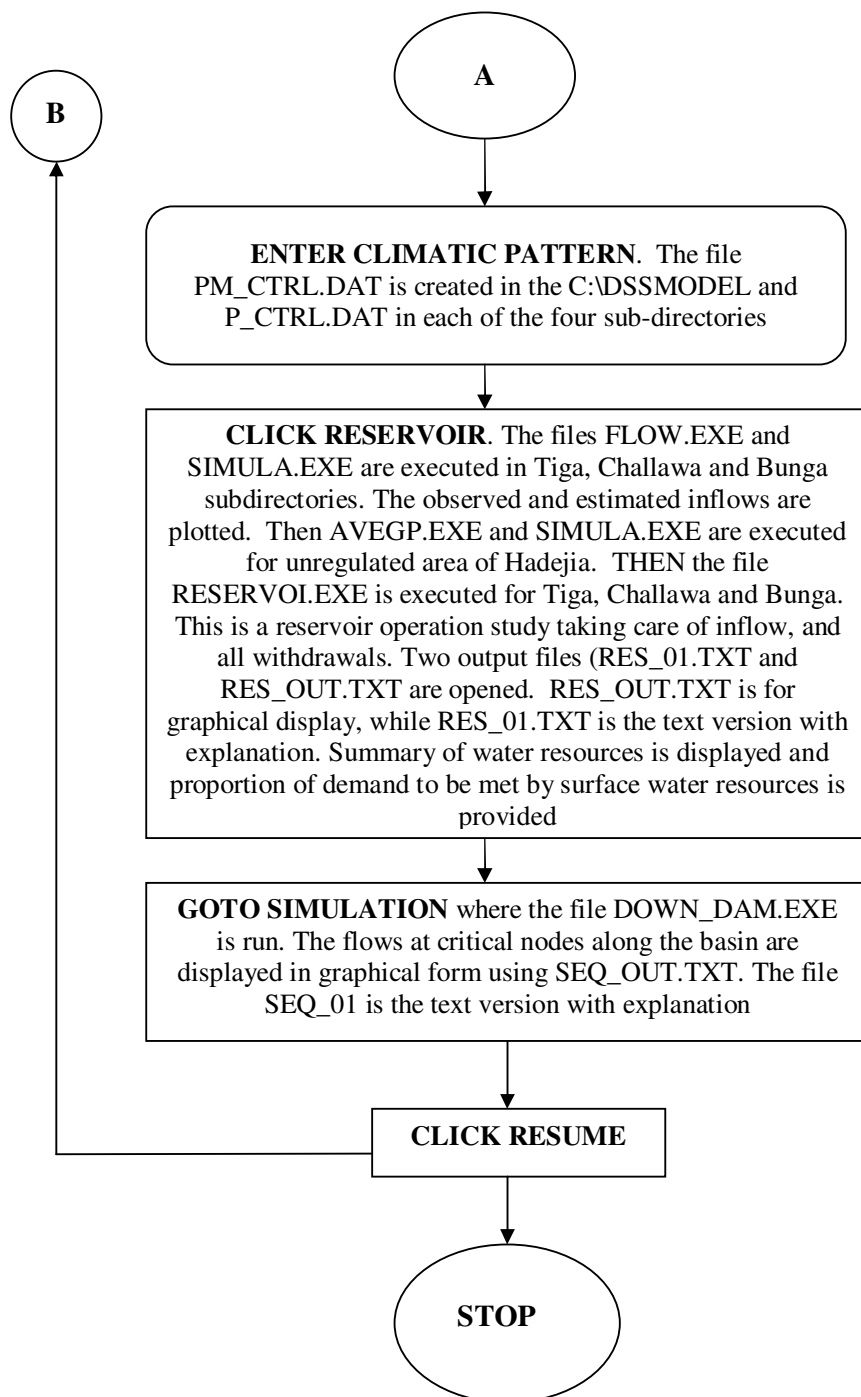 A
B
ENTER CLIMATIC PATTERN. The file
PM_CTRL.DAT is created in the C:\DSSMODEL and
P_CTRL.DAT in each of the four sub-directories
CLICK RESERVOIR. The files FLOW.EXE and
SIMULA.EXE are executed in Tiga, Challawa and Bunga
subdirectories. The observed and estimated inflows are
plotted. Then AVEGP.EXE and SIMULA.EXE are executed
for unregulated area of Hadejia. THEN the file
RESERVOI.EXE is executed for Tiga, Challawa and Bunga.
This is a reservoir operation study taking care of inflow, and
all withdrawals. Two output files (RES_01.TXT and
RES_OUT.TXT are opened. RES_OUT.TXT is for
graphical display, while RES_01.TXT is the text version with
explanation. Summary of water resources is displayed and
proportion of demand to be met by surface water resources is
provided
GOTO SIMULATION where the file DOWN_DAM.EXE
is run. The flows at critical nodes along the basin are
displayed in graphical form using SEQ_OUT.TXT. The file
SEQ_01 is the text version with explanation
CLICK RESUME
STOP